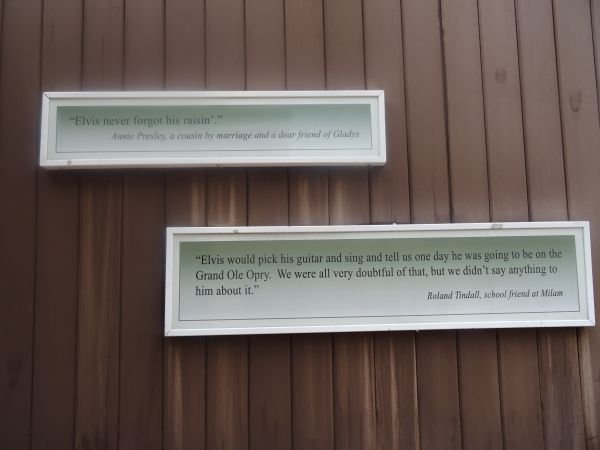 “Elvis never forgot his raisin’.”
Annie Presley, a cousin by marriage and a dear friend of Gladys
“Elvis would pick his guitar and sing and tell us one day he was going to be on the
Grand Ole Opry.  We were all very doubtful of that, but we didn’t say anything to
him about it.”
Roland Tindall, school friend at Milam